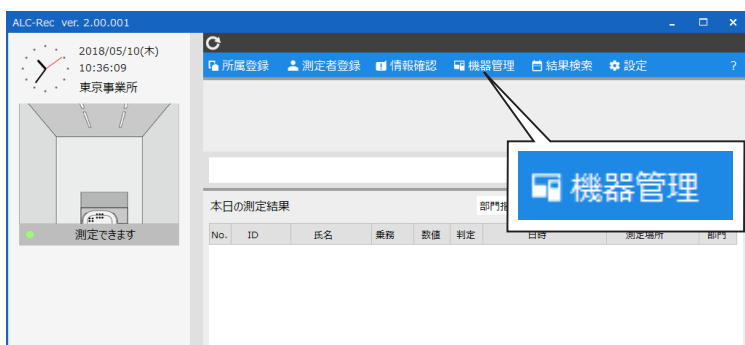 ALC-Rec ver. 2.00.001
2018/05/10(木)
10:36:09
東京事業所
所属登録 測定者登録 情報確認 機器管理 結果検索 設定 ?
機器管理
測定できます
本日の測定結果
部門
No. ID 氏名 乗務 数値 判定 日時 測定場所 部門